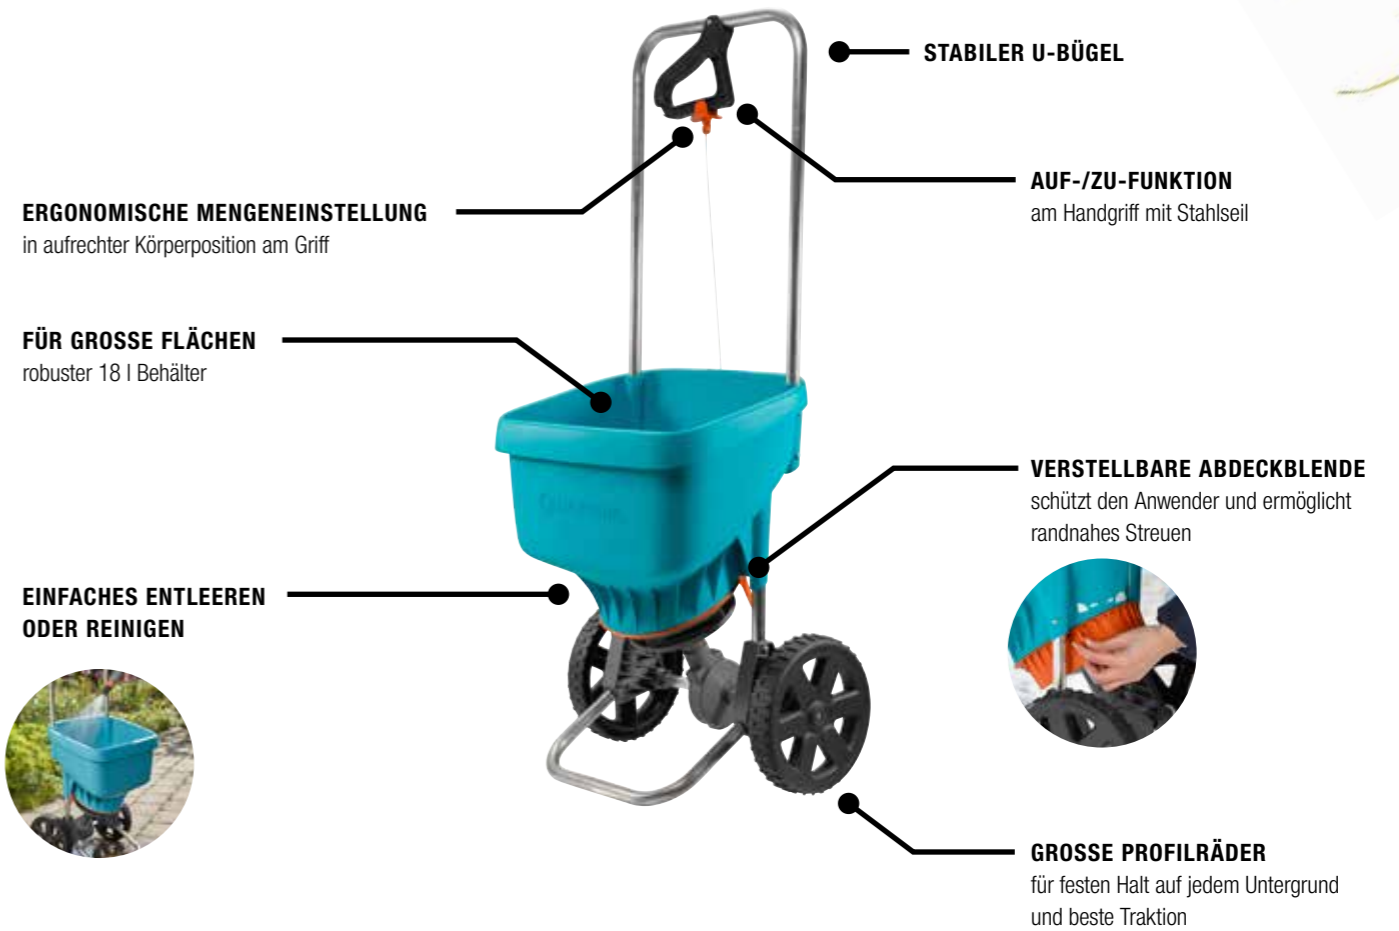 STABILER U-BÜGEL
AUF-/ZU-FUNKTION
am Handgriff mit Stahlseil
ERGONOMISCHE MENGENEINSTELLUNG
in aufrechter Körperposition am Griff
FÜR GROSSE FLÄCHEN
robuster 18 l Behälter
VERSTELLBARE ABDECKBLENDE
schützt den Anwender und ermöglicht
randnahes Streuen
EINFACHES ENTLEEREN
ODER REINIGEN
GROSSE PROFILRÄDER
für festen Halt auf jedem Untergrund
und beste Traktion